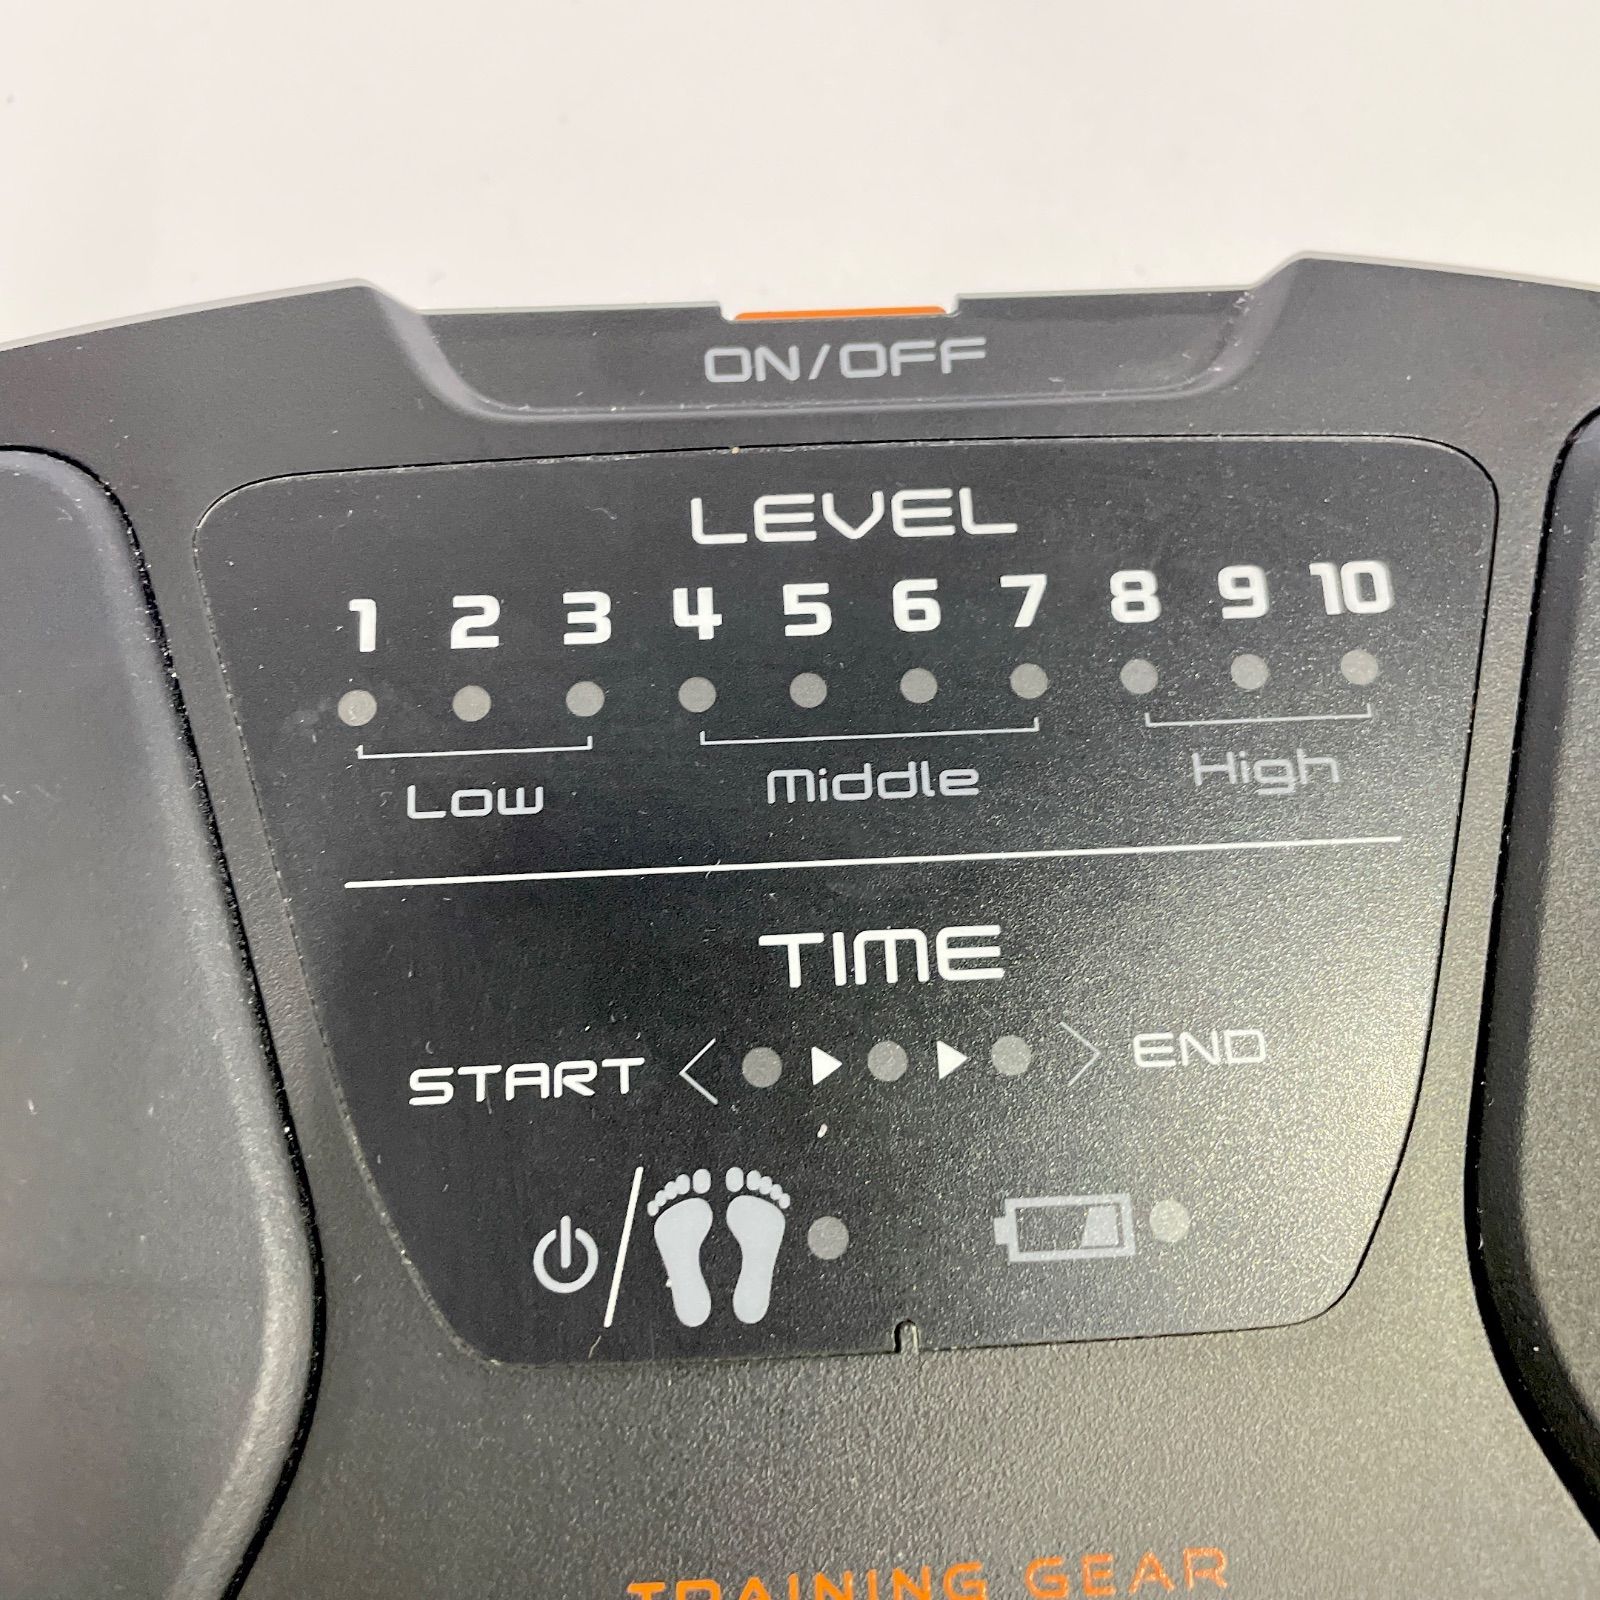 ON/OFF
LEVEL
1 2 3 4 5 6 7 8 9 10
Low Middle High
TIME
START END
TRAINING GEAR